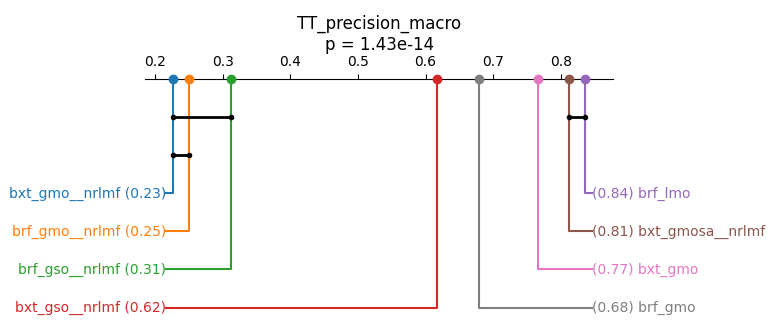 TT_precision_macro
p = 1.43e-14
0.2 0.3 0.4 0.5 0.6 0.7 0.8
bxt_gmo__nrlmf (0.23) (0.84) brf_lmo
brf_gmo__nrlmf (0.25) (0.81) bxt_gmosa__nrlmf
brf_gso__nrlmf (0.31) (0.77) bxt_gmo
bxt_gso__nrlmf (0.62) (0.68) brf_gmo